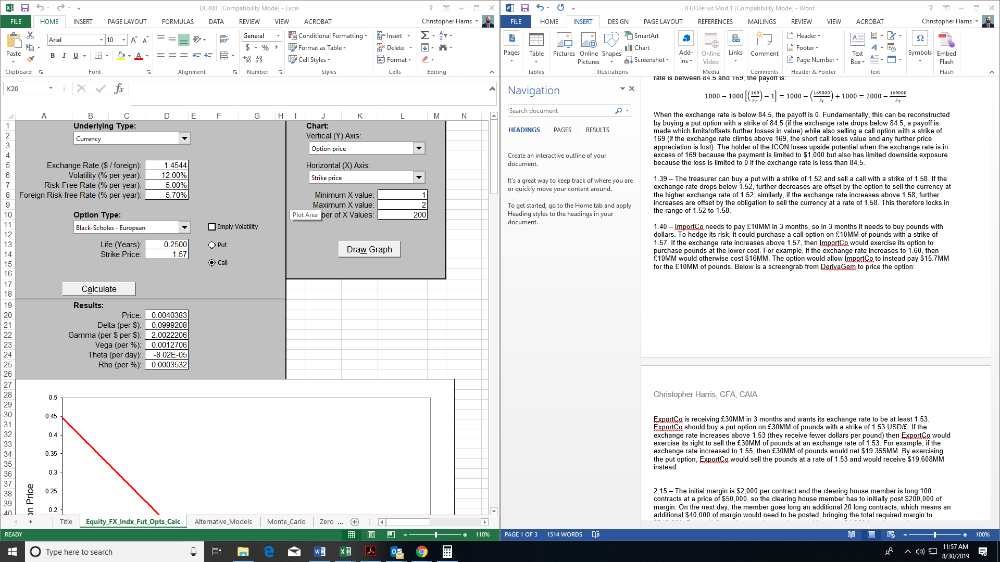 DG400 [Compatibility Mode] - Excel
FILE HOME INSERT PAGE LAYOUT FORMULAS DATA REVIEW VIEW ACROBAT Christopher Harris
Paste
Arial 10
General
Conditional Formatting
Format as Table
Cell Styles
Insert
Delete
Format
Clipboard Font Alignment Number Styles Cells Editing
K20
A B C D E F G H I J K L M N
1 Underlying Type: Chart:
2 Currency Vertical (Y) Axis:
3 Option price
4
5 Exchange Rate ($ / foreign): 1.4544 Horizontal (X) Axis:
6 Volatility (% per year): 12.00% Strike price
7 Risk-Free Rate (% per year): 5.00%
8 Foreign Risk-free Rate (% per year): 5.70% Minimum X value: 1
9 Maximum X value: 2
10 Option Type: Plot Area ber of X Values: 200
11 Black-Scholes - European Imply Volatility
12
13 Life (Years): 0.2500 Put
14 Strike Price: 1.57 Draw Graph
15 Call
16
17 Calculate
18
19 Results:
20 Price: 0.0040383
21 Delta (per $): 0.0999208
22 Gamma (per $ per $): 2.0022206
23 Vega (per %): 0.0012706
24 Theta (per day): -8.02E-05
25 Rho (per %): 0.0003532
26
27
28 0.5
29
30 0.45
31
32 0.4
33
34 0.35
35
36 0.3
37
38 0.25
39
40 0.2
on Price
Title Equity_FX_Indx_Fut_Opts_Calc Alternative_Models Monte_Carlo Zero ...
READY 110%
JHU Derivs Mod 1 [Compatibility Mode] - Word
FILE HOME INSERT DESIGN PAGE LAYOUT REFERENCES MAILINGS REVIEW VIEW ACROBAT Christopher Harris
Pages
Table
Pictures
Online Pictures
Shapes
SmartArt
Chart
Screenshot
Add-ins
Online Video
Links
Comment
Header
Footer
Page Number
Text Box
Symbols
Embed Flash
Tables Illustrations Media Comments Header & Footer Text Flash
Navigation
Search document
HEADINGS PAGES RESULTS
Create an interactive outline of your
document.
It's a great way to keep track of where you are
or quickly move your content around.
To get started, go to the Home tab and apply
Heading styles to the headings in your
document.
rate is between 84.5 and 169, the payoff is:
1000 − 1000 [(169/S_T) − 1] = 1000 − (169000/S_t) + 1000 = 2000 − 169000/S_T
When the exchange rate is below 84.5, the payoff is 0. Fundamentally, this can be reconstructed
by buying a put option with a strike of 84.5 (if the exchange rate drops below 84.5, a payoff is
made which limits/offsets further losses in value) while also selling a call option with a strike of
169 (if the exchange rate climbs above 169, the short call loses value and any further price
appreciation is lost). The holder of the ICON loses upside potential when the exchange rate is in
excess of 169 because the payment is limited to $1,000 but also has limited downside exposure
because the loss is limited to 0 if the exchange rate is less than 84.5.
1.39 – The treasurer can buy a put with a strike of 1.52 and sell a call with a strike of 1.58. If the
exchange rate drops below 1.52, further decreases are offset by the option to sell the currency at
the higher exchange rate of 1.52; similarly, if the exchange rate increases above 1.58, further
increases are offset by the obligation to sell the currency at a rate of 1.58. This therefore locks in
the range of 1.52 to 1.58.
1.40 – ImportCo needs to pay £10MM in 3 months, so in 3 months it needs to buy pounds with
dollars. To hedge its risk, it could purchase a call option on £10MM of pounds with a strike of
1.57. If the exchange rate increases above 1.57, then ImportCo would exercise its option to
purchase pounds at the lower cost. For example, if the exchange rate increases to 1.60, then
£10MM would otherwise cost $16MM. The option would allow ImportCo to instead pay $15.7MM
for the £10MM of pounds. Below is a screengrab from DerivaGem to price the option:
Christopher Harris, CFA, CAIA
ExportCo is receiving £30MM in 3 months and wants its exchange rate to be at least 1.53.
ExportCo should buy a put option on £30MM of pounds with a strike of 1.53 USD/£. If the
exchange rate increases above 1.53 (they receive fewer dollars per pound) then ExportCo would
exercise its right to sell the £30MM of pounds at an exchange rate of 1.53. For example, if the
exchange rate increased to 1.55, then £30MM of pounds would net $19.355MM. By exercising
the put option, ExportCo would sell the pounds at a rate of 1.53 and would receive $19.608MM
instead.
2.15 – The initial margin is $2,000 per contract and the clearing house member is long 100
contracts at a price of $50,000, so the clearing house member has to initially post $200,000 of
margin. On the next day, the member goes long an additional 20 long contracts, which means an
additional $40,000 of margin would need to be posted, bringing the total required margin to
PAGE 1 OF 3 1514 WORDS 100%
Type here to search
11:57 AM
8/30/2019